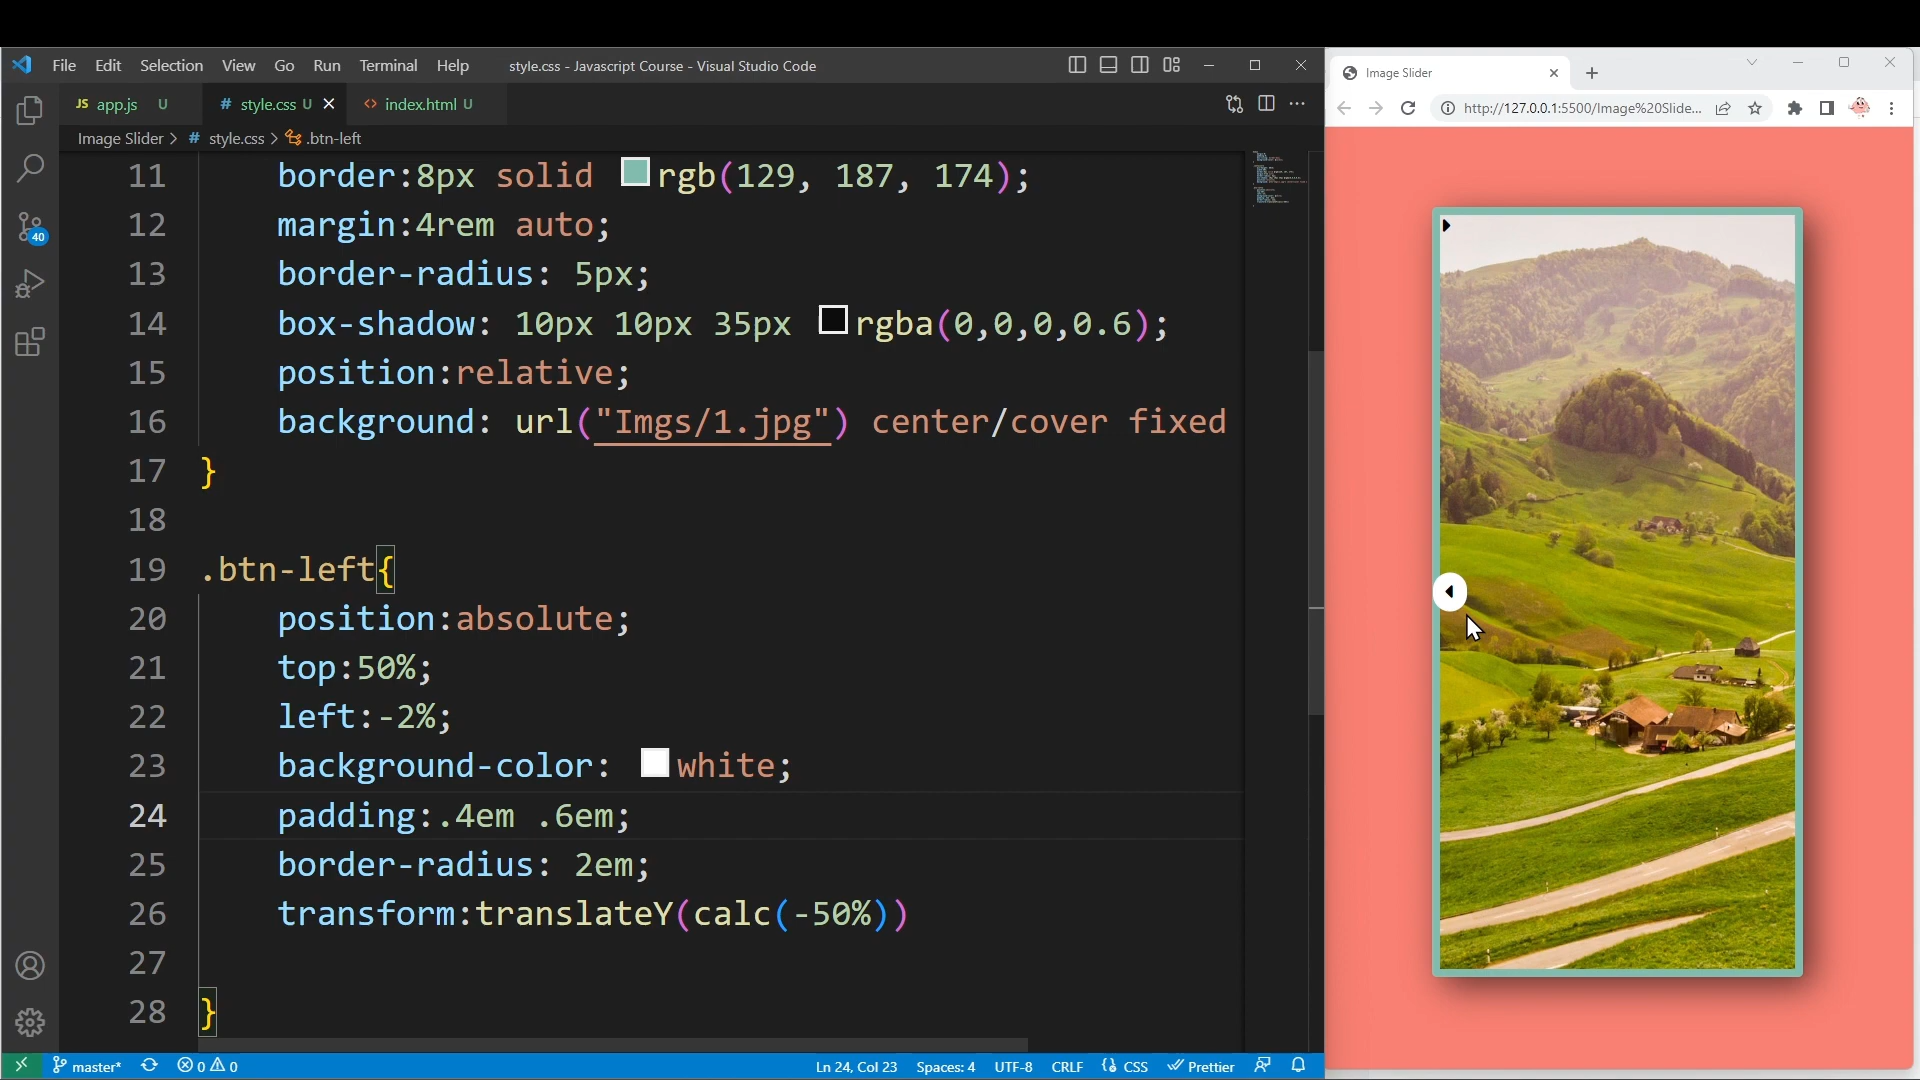 File Edit Selection View Go Run Terminal Help style.css - Javascript Course - Visual Studio Code
JS app.js U # style.css U <> index.html U
Image Slider > # style.css > .btn-left
11 border:8px solid rgb(129, 187, 174);
12 margin:4rem auto;
13 border-radius: 5px;
14 box-shadow: 10px 10px 35px rgba(0,0,0,0.6);
15 position:relative;
16 background: url("Imgs/1.jpg") center/cover fixed
17 }
18
19 .btn-left{
20 position:absolute;
21 top:50%;
22 left:-2%;
23 background-color: white;
24 padding:.4em .6em;
25 border-radius: 2em;
26 transform:translateY(calc(-50%))
27
28 }
40
master* 0 0 Ln 24, Col 23 Spaces: 4 UTF-8 CRLF {} CSS Prettier
Image Slider
http://127.0.0.1:5500/Image%20Slide...